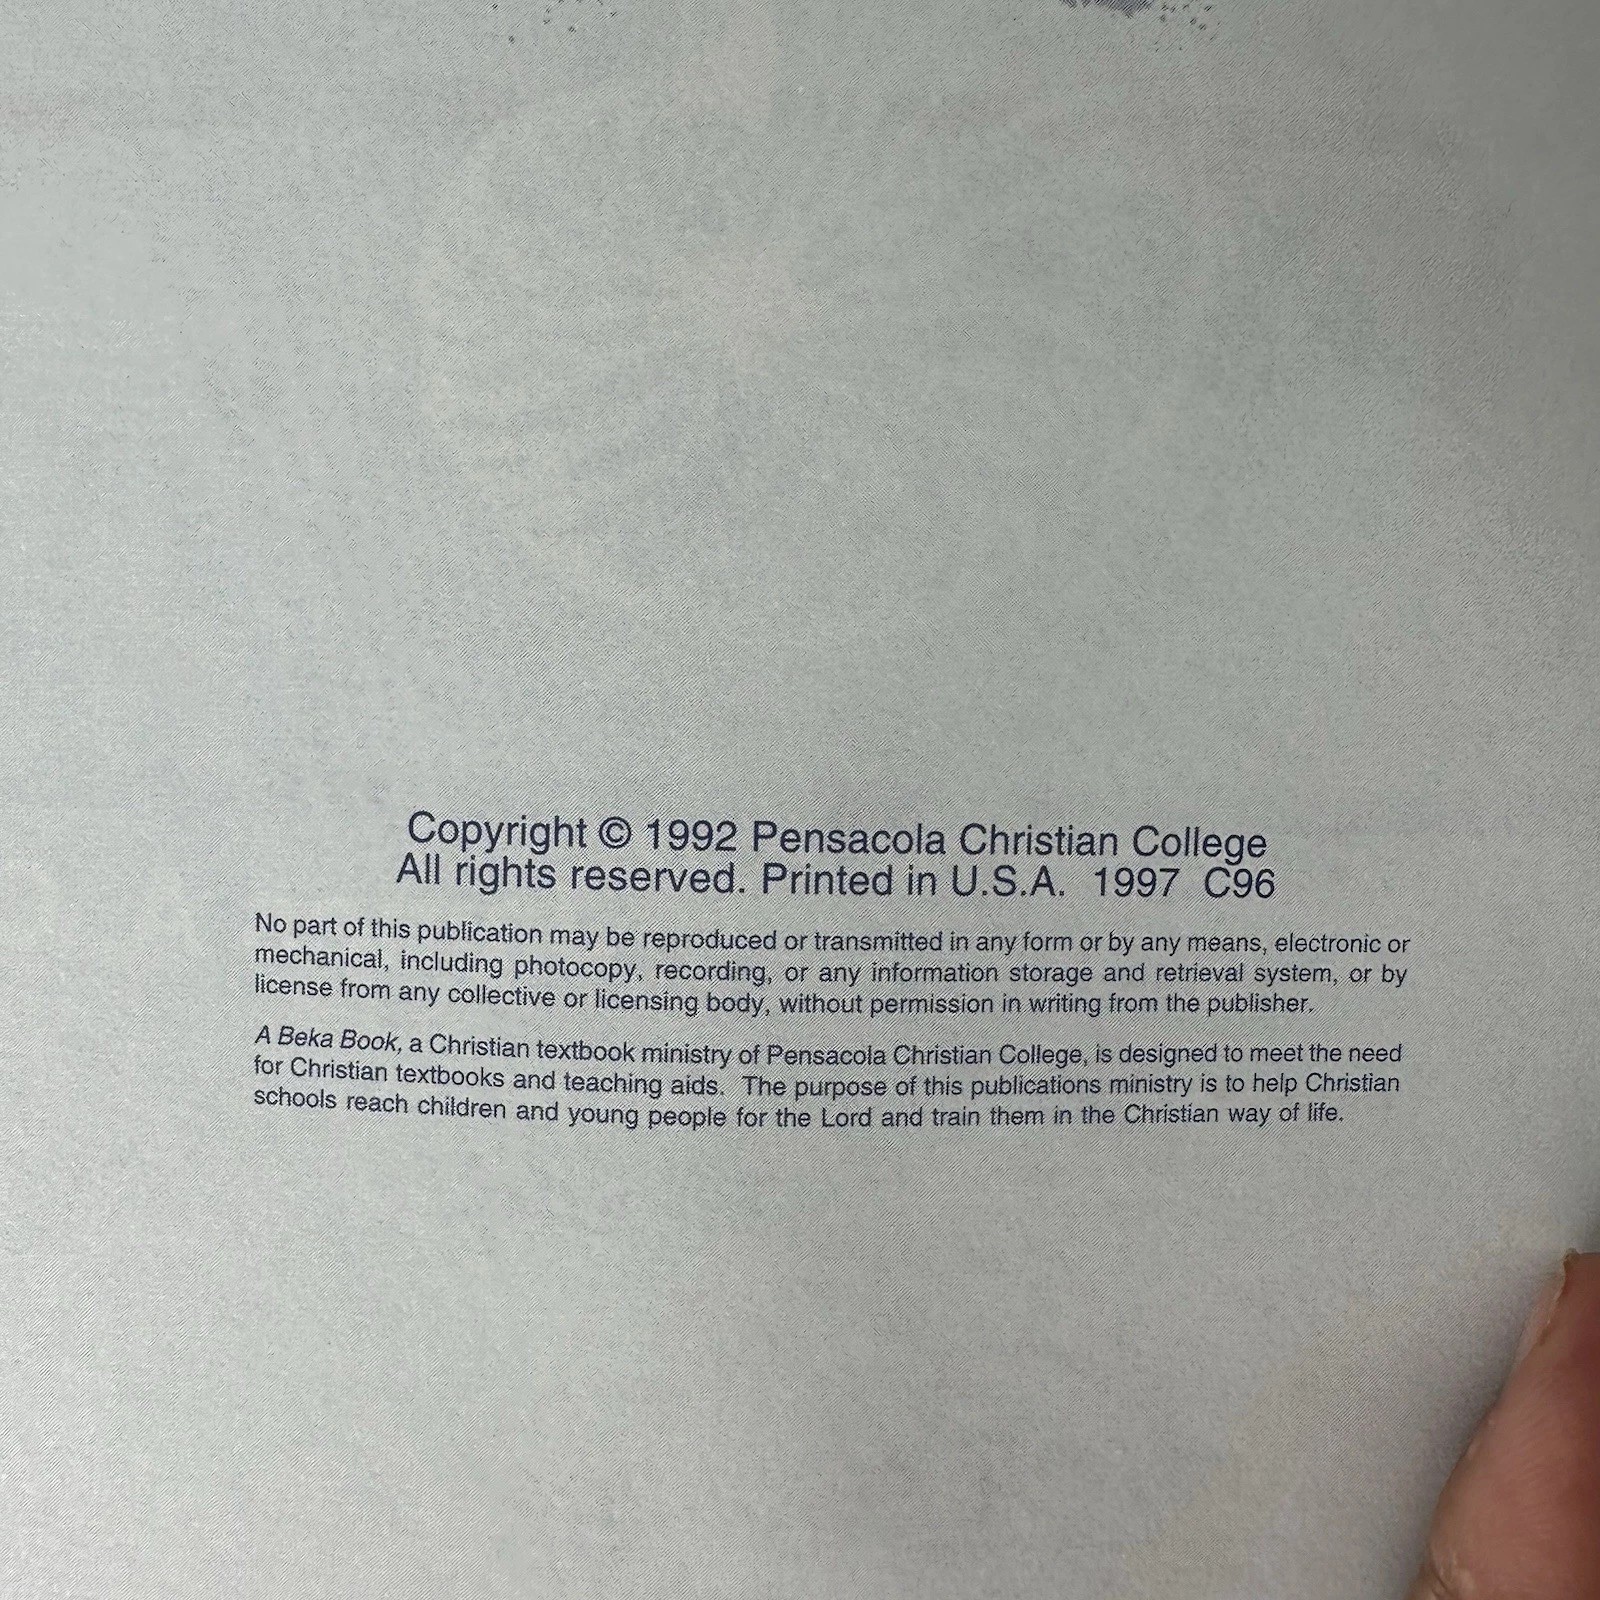 Copyright © 1992 Pensacola Christian College
All rights reserved. Printed in U.S.A. 1997 C96
No part of this publication may be reproduced or transmitted in any form or by any means, electronic or
mechanical, including photocopy, recording, or any information storage and retrieval system, or by
license from any collective or licensing body, without permission in writing from the publisher.
A Beka Book, a Christian textbook ministry of Pensacola Christian College, is designed to meet the need
for Christian textbooks and teaching aids. The purpose of this publications ministry is to help Christian
schools reach children and young people for the Lord and train them in the Christian way of life.